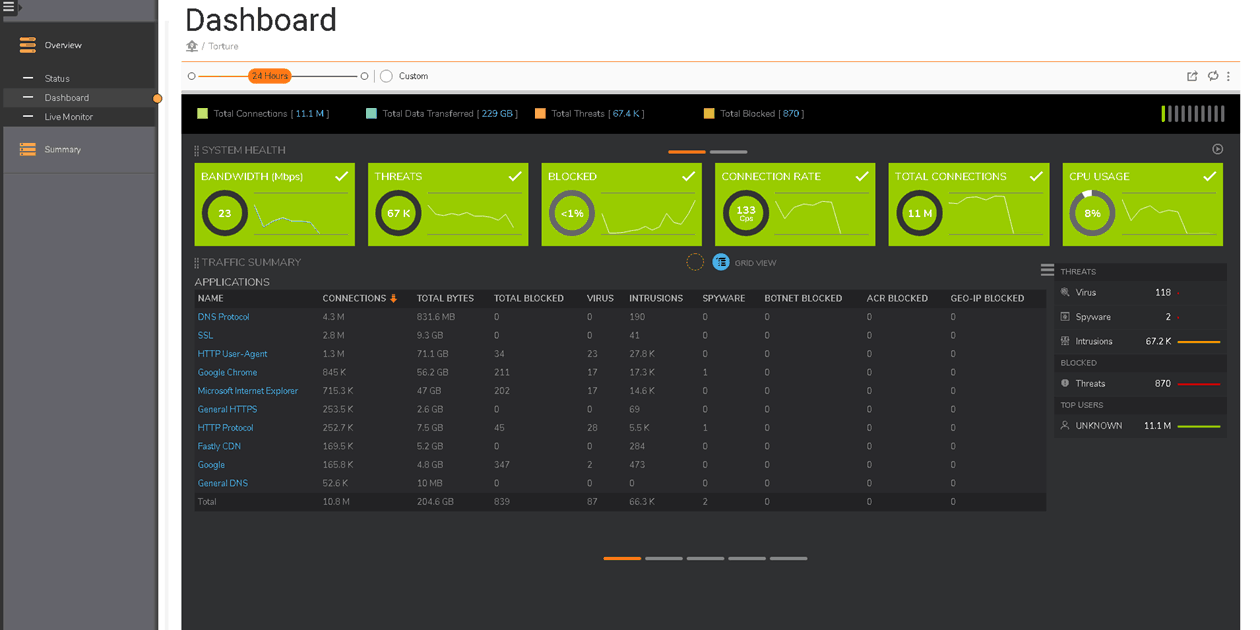 Dashboard
/ Torture
24 Hours Custom
Total Connections [ 11.1 M ] Total Data Transferred [ 229 GB ] Total Threats [ 67.4 K ] Total Blocked [ 870 ]
Overview
Status
Dashboard
Live Monitor
Summary
SYSTEM HEALTH
BANDWIDTH (Mbps) THREATS BLOCKED CONNECTION RATE TOTAL CONNECTIONS CPU USAGE
23 67 K <1% 133 Cps 11 M 8%
TRAFFIC SUMMARY GRID VIEW
APPLICATIONS
NAME CONNECTIONS TOTAL BYTES TOTAL BLOCKED VIRUS INTRUSIONS SPYWARE BOTNET BLOCKED ACR BLOCKED GEO-IP BLOCKED
DNS Protocol 4.3 M 831.6 MB 0 0 190 0 0 0 0
SSL 2.8 M 9.3 GB 0 0 41 0 0 0 0
HTTP User-Agent 1.3 M 71.1 GB 34 23 27.8 K 0 0 0 0
Google Chrome 845 K 56.2 GB 211 17 17.3 K 1 0 0 0
Microsoft Internet Explorer 715.3 K 47 GB 202 17 14.6 K 0 0 0 0
General HTTPS 253.5 K 2.6 GB 0 0 69 0 0 0 0
HTTP Protocol 252.7 K 7.5 GB 45 28 5.5 K 1 0 0 0
Fastly CDN 169.5 K 5.2 GB 0 0 284 0 0 0 0
Google 165.8 K 4.8 GB 347 2 473 0 0 0 0
General DNS 52.6 K 10 MB 0 0 0 0 0 0 0
Total 10.8 M 204.6 GB 839 87 66.3 K 2 0 0 0
THREATS
Virus 118
Spyware 2
Intrusions 67.2 K
BLOCKED
Threats 870
TOP USERS
UNKNOWN 11.1 M